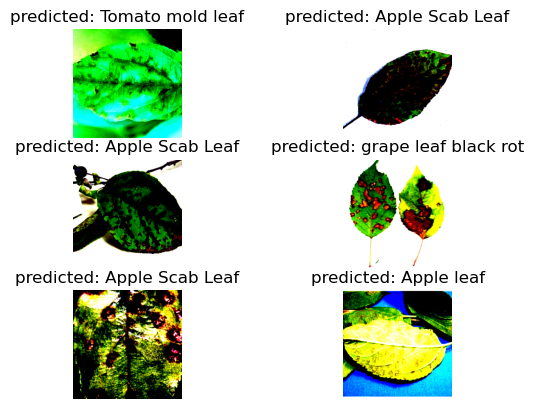 predicted: Tomato mold leaf
predicted: Apple Scab Leaf
predicted: Apple Scab Leaf
predicted: grape leaf black rot
predicted: Apple Scab Leaf
predicted: Apple leaf